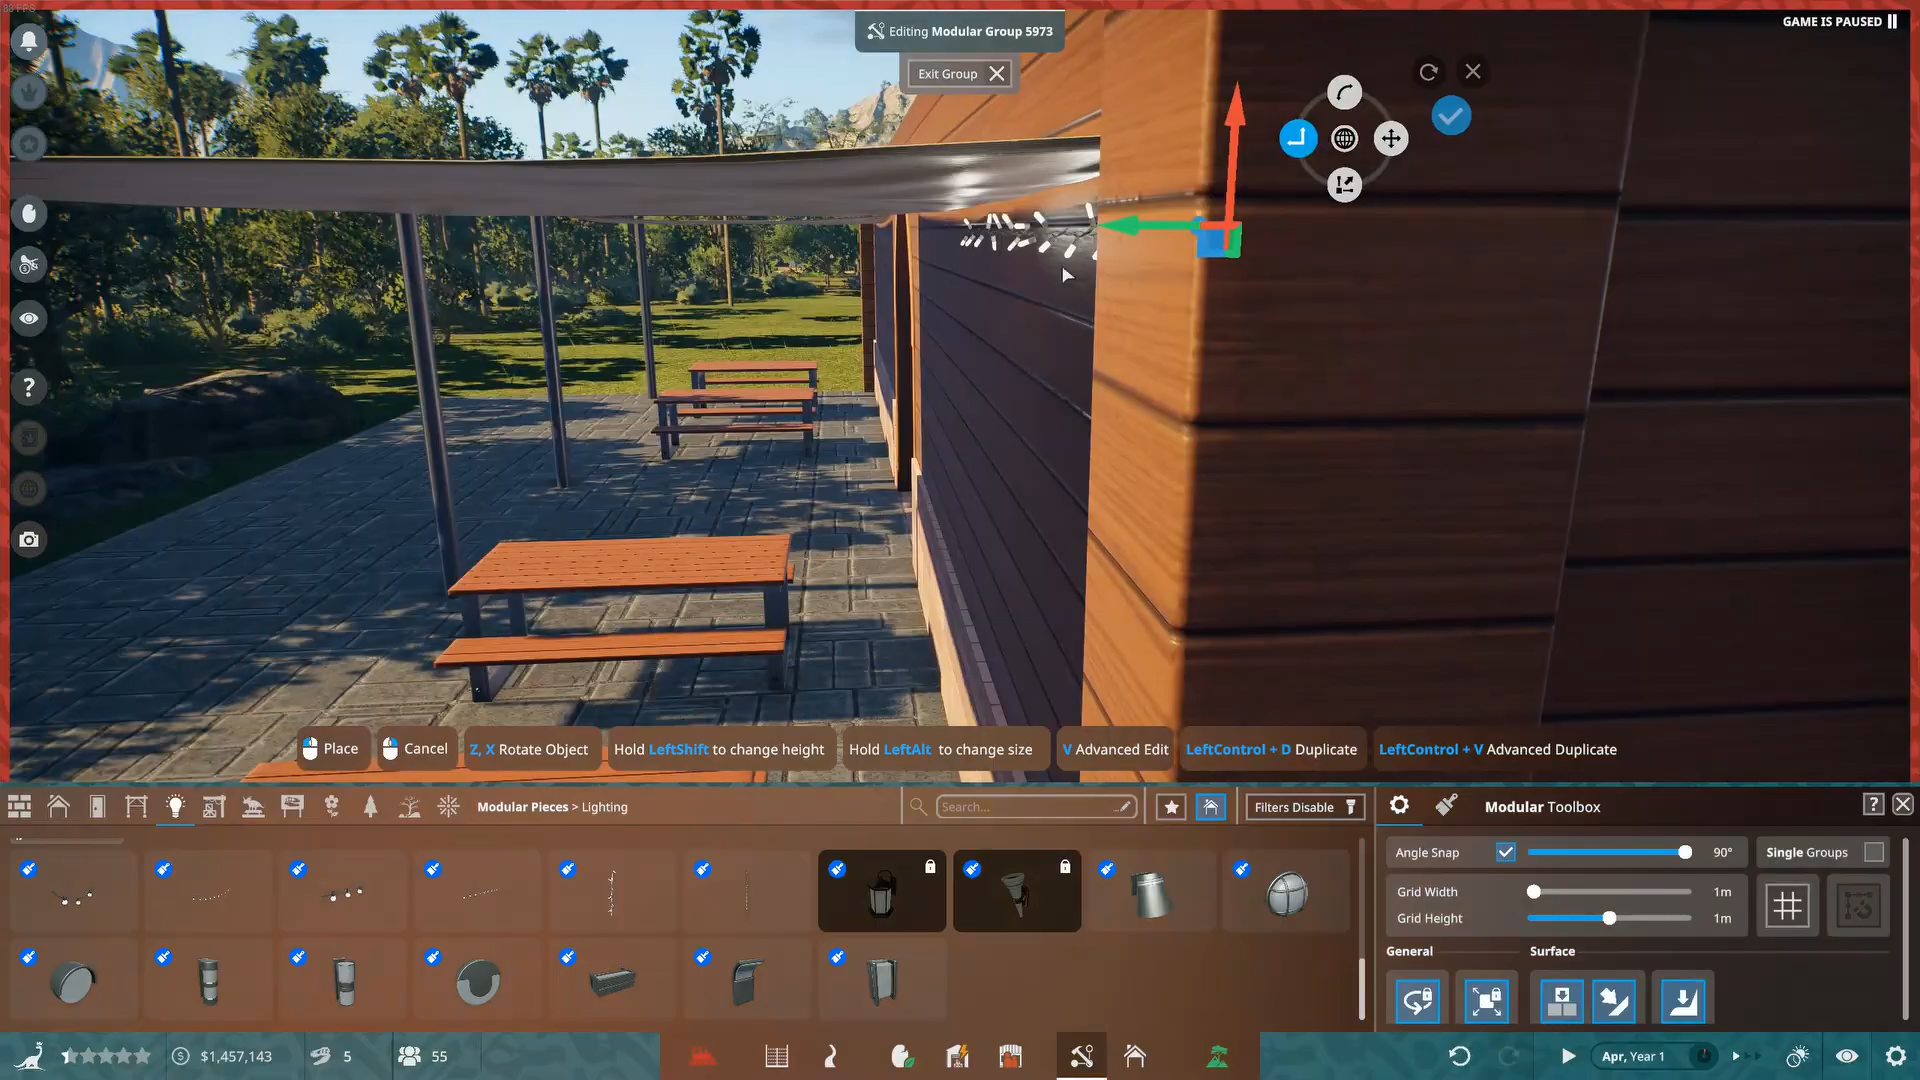 88 FPS
Editing Modular Group 5973
GAME IS PAUSED
Exit Group
?
Place
Cancel
Z, X Rotate Object
Hold LeftShift to change height
Hold LeftAlt to change size
V Advanced Edit
LeftControl + D Duplicate
LeftControl + V Advanced Duplicate
Modular Pieces > Lighting
Search...
Filters Disable
Modular Toolbox
?
Angle Snap
90°
Single Groups
Grid Width
1m
Grid Height
1m
General
Surface
$1,457,143
5
55
Apr, Year 1